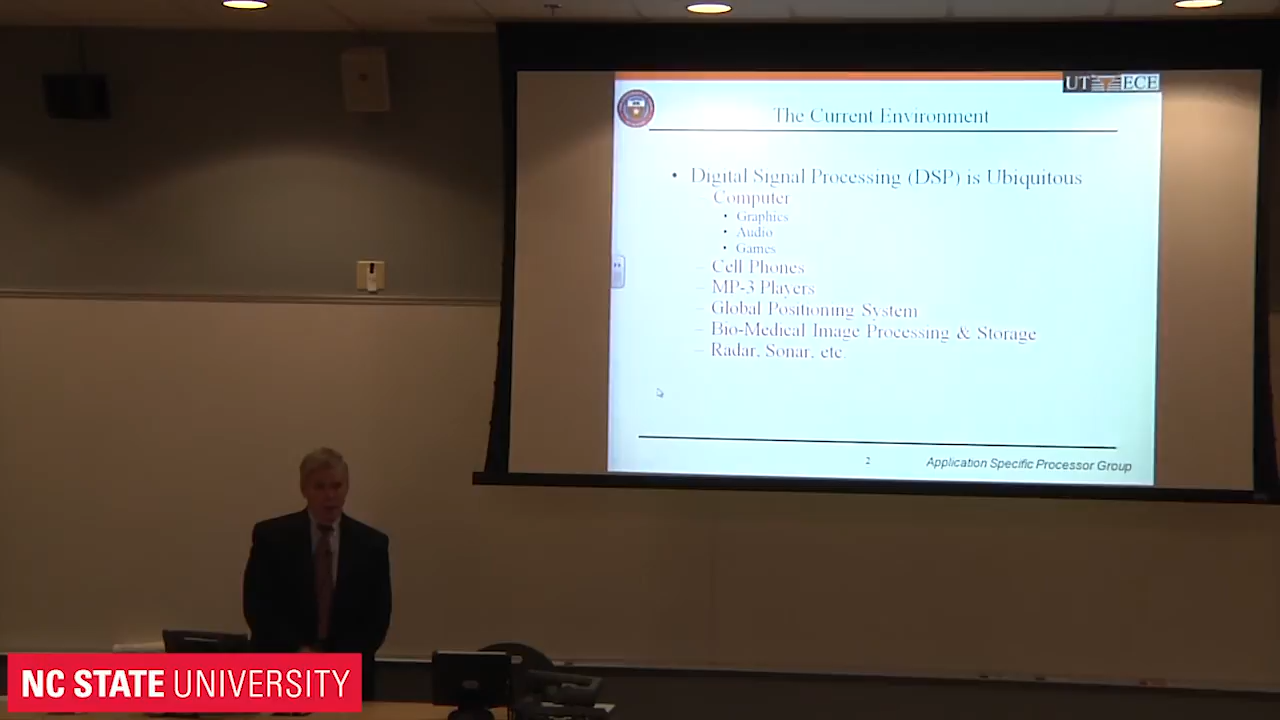 UT ECE
The Current Environment
• Digital Signal Processing (DSP) is Ubiquitous
– Computer
• Graphics
• Audio
• Games
– Cell Phones
– MP-3 Players
– Global Positioning System
– Bio-Medical Image Processing & Storage
– Radar, Sonar, etc.
2
Application Specific Processor Group
NC STATE UNIVERSITY